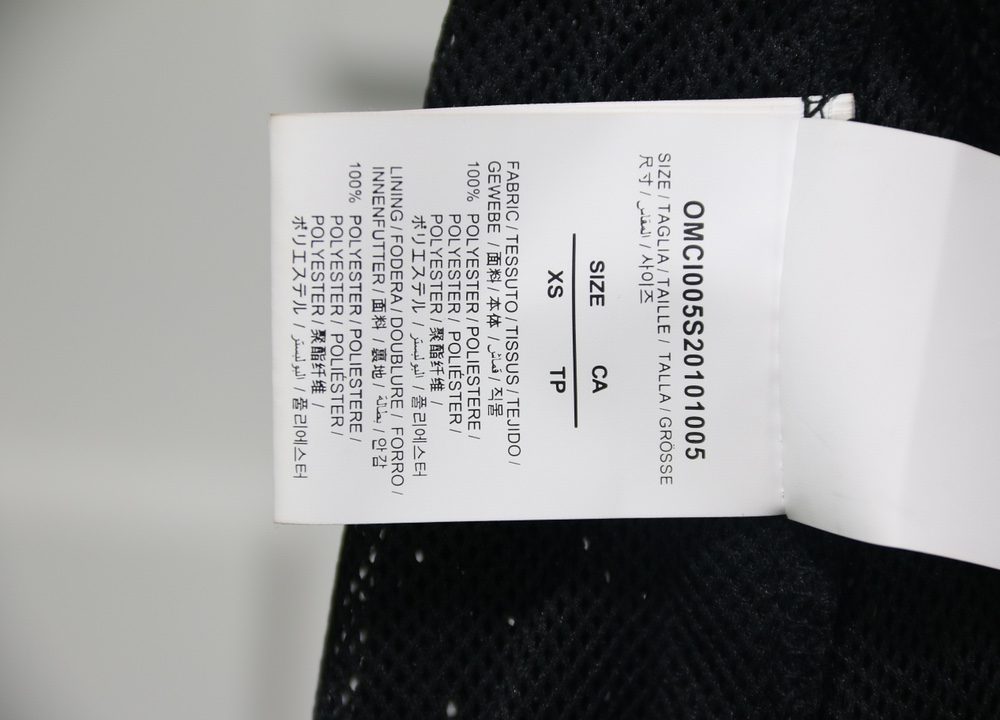 OMCI005S20101005
SIZE / TAGLIA / TAILLE / TALLA / GRÖSSE
尺寸 / المقاس / 사이즈
SIZE CA
XS TP
FABRIC / TESSUTO / TISSUS / TEJIDO /
GEWEBE / 面料 / 本体 / قماش / 직물
100% POLYESTER / POLIESTERE /
POLYESTER / POLIÉSTER /
POLYESTER / 聚酯纤维 /
ポリエステル / البوليستر / 폴리에스터
LINING / FODERA / DOUBLURE / FORRO /
INNENFUTTER / 面料 / 裏地 / بطانة / 안감
100% POLYESTER / POLIESTERE /
POLYESTER / POLIÉSTER /
POLYESTER / 聚酯纤维 /
ポリエステル / البوليستر / 폴리에스터